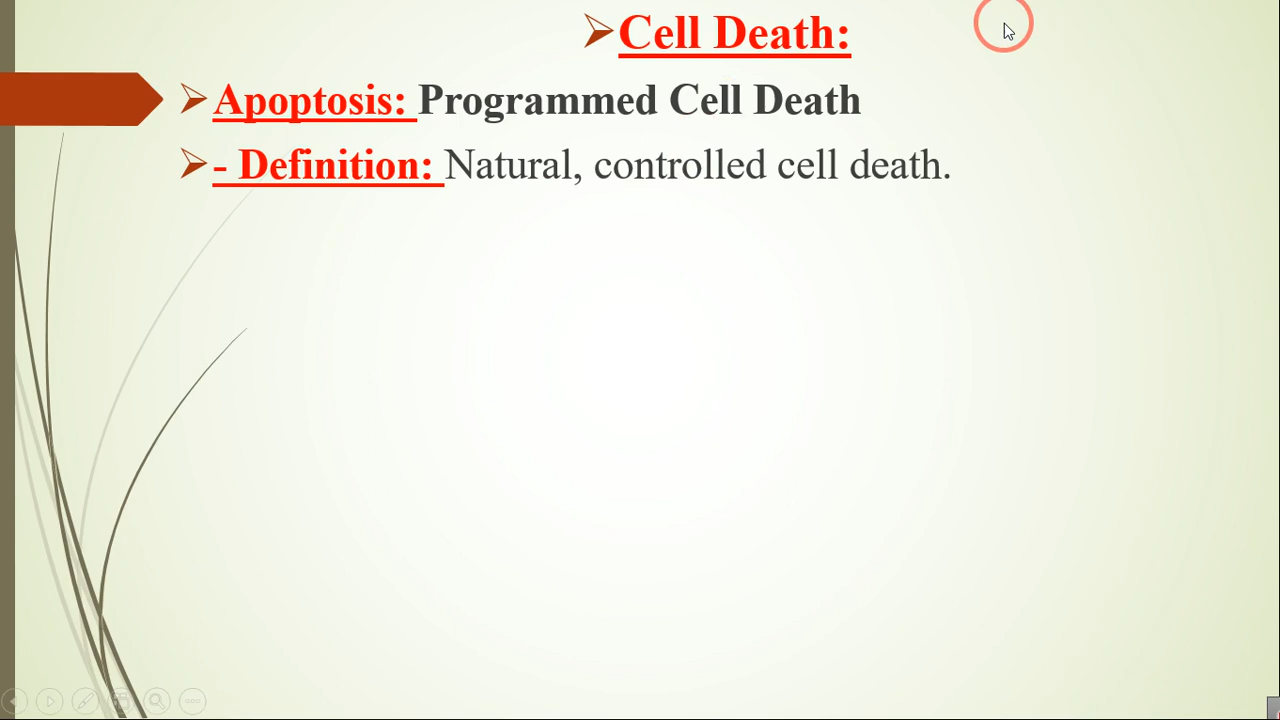 Cell Death:
Apoptosis: Programmed Cell Death
- Definition: Natural, controlled cell death.